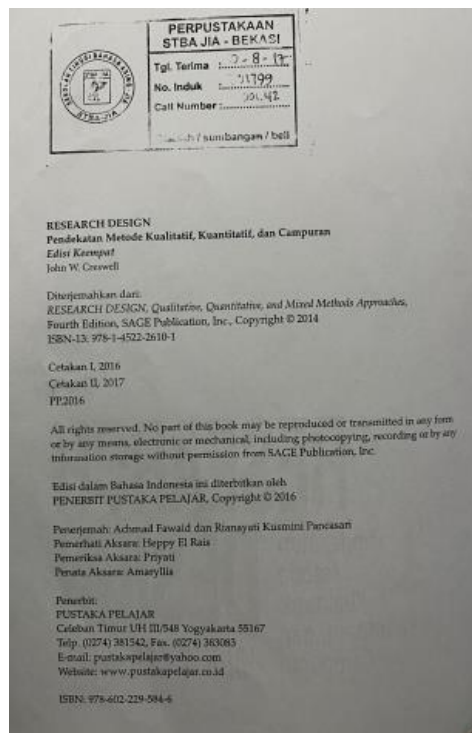 PERPUSTAKAAN
STBA JIA - BEKASI
Tgl. Terima : - 8 - 17
No. Induk : 01799
Call Number : 001.42
/ sumbangan / beli
STBA-JIA
RESEARCH DESIGN
Pendekatan Metode Kualitatif, Kuantitatif, dan Campuran
Edisi Keempat
John W. Creswell
Diterjemahkan dari:
RESEARCH DESIGN, Qualitative, Quantitative, and Mixed Methods Approaches,
Fourth Edition, SAGE Publication, Inc., Copyright © 2014
ISBN-13: 978-1-4522-2610-1
Cetakan I, 2016
Cetakan II, 2017
PP.2016
All rights reserved. No part of this book may be reproduced or transmitted in any form
or by any means, electronic or mechanical, including photocopying, recording or by any
information storage without permission from SAGE Publication, Inc.
Edisi dalam Bahasa Indonesia ini diterbitkan oleh
PENERBIT PUSTAKA PELAJAR, Copyright © 2016
Penerjemah: Achmad Fawaid dan Rianayati Kusmini Pancasari
Pemerhati Aksara: Heppy El Rais
Pemeriksa Aksara: Priyati
Penata Aksara: Amaryllis
Penerbit:
PUSTAKA PELAJAR
Celeban Timur UH III/548 Yogyakarta 55167
Telp. (0274) 381542, Fax. (0274) 383083
E-mail: pustakapelajar@yahoo.com
Website: www.pustakapelajar.co.id
ISBN: 978-602-229-584-6